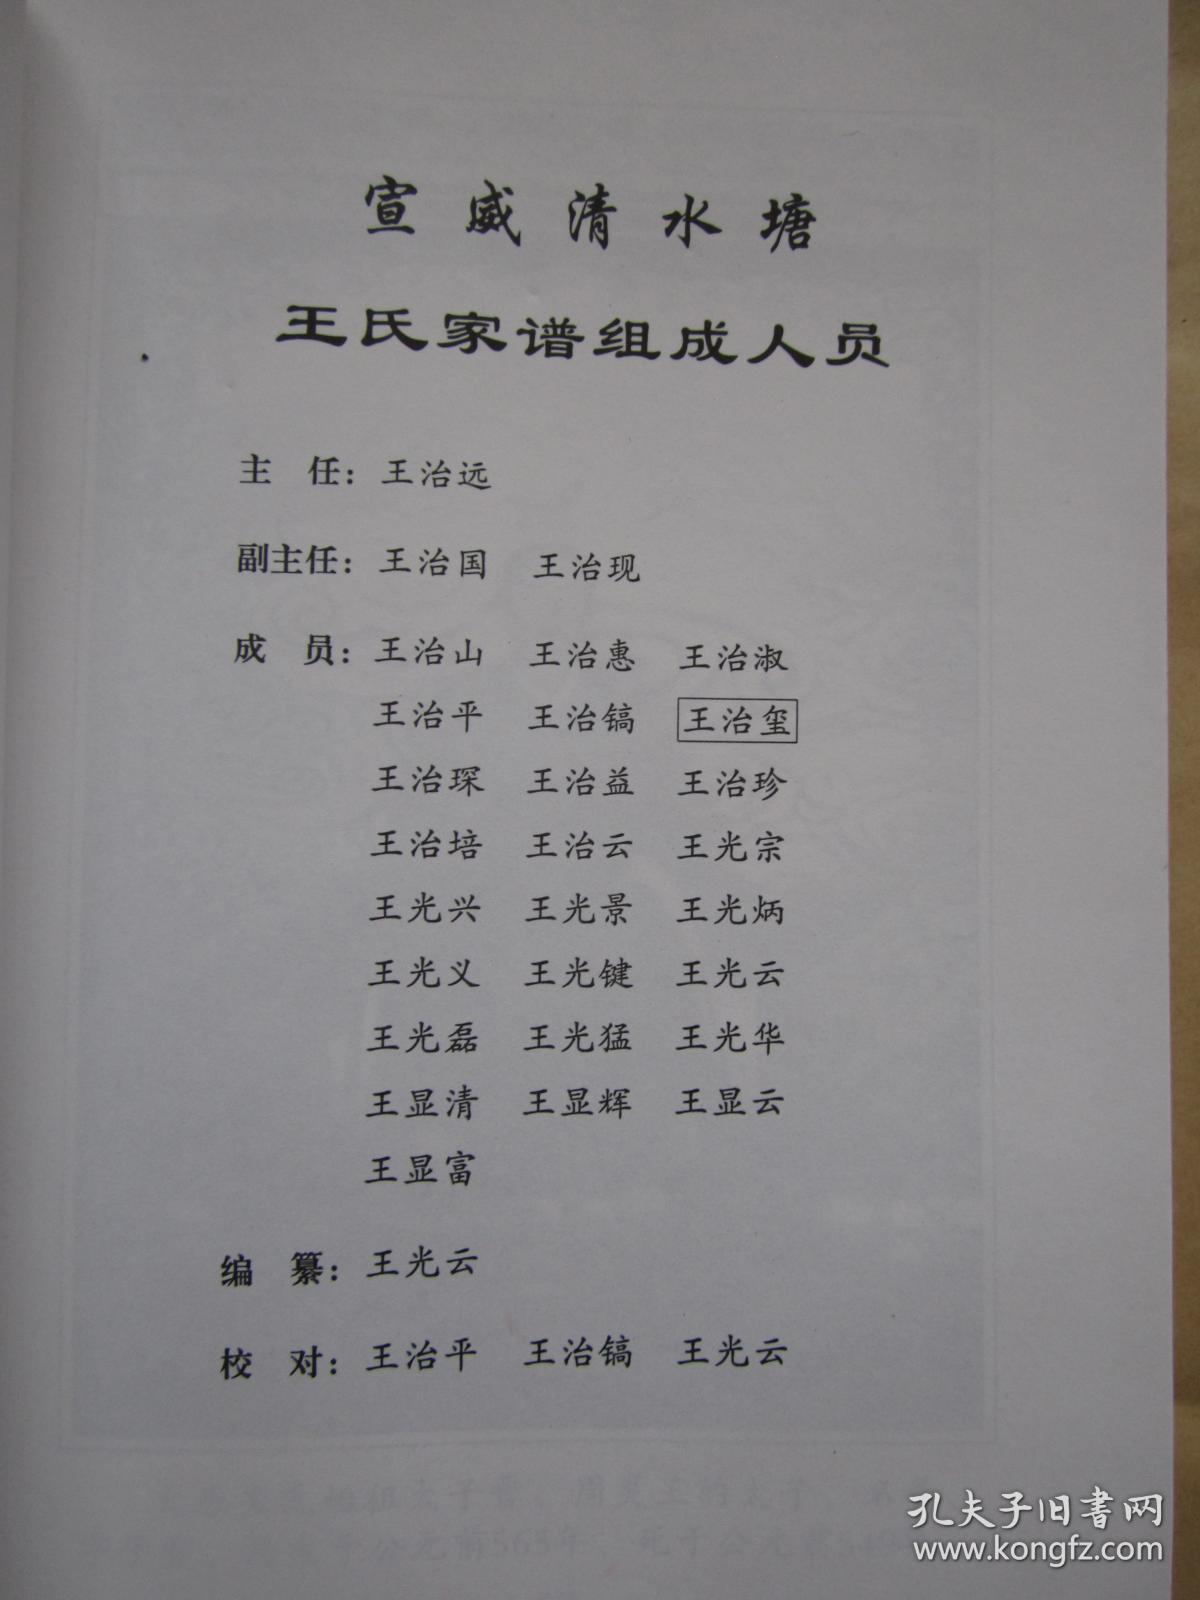 宣威清水塘
王氏家谱组成人员
主　任：王治远
副主任：王治国　王治现
成　员：王治山　王治惠　王治淑
王治平　王治镐　王治玺
王治琛　王治益　王治珍
王治培　王治云　王光宗
王光兴　王光景　王光炳
王光义　王光键　王光云
王光磊　王光猛　王光华
王显清　王显辉　王显云
王显富
编　纂：王光云
校　对：王治平　王治镐　王光云
孔夫子旧书网
www.kongfz.com